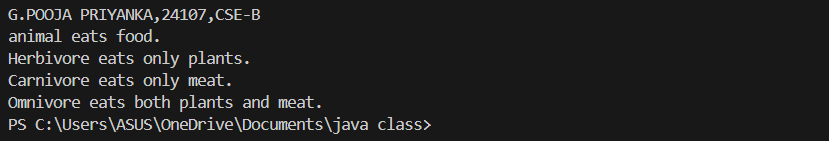 G.POOJA PRIYANKA,24107,CSE-B
animal eats food.
Herbivore eats only plants.
Carnivore eats only meat.
Omnivore eats both plants and meat.
PS C:\Users\ASUS\OneDrive\Documents\java class>